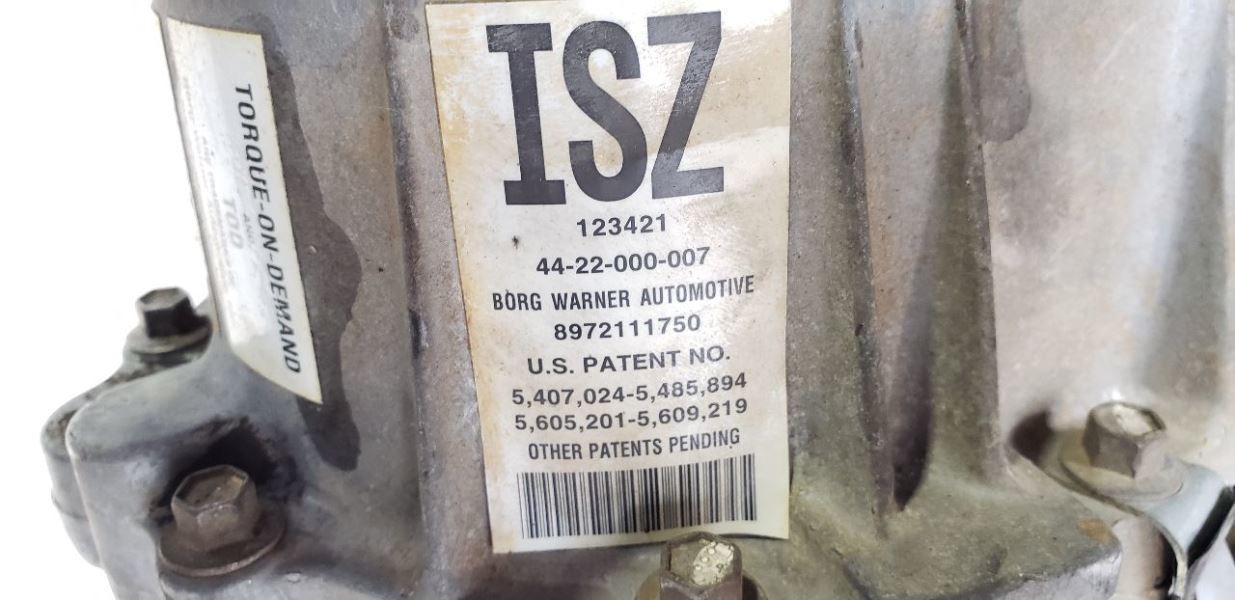 ISZ
123421
44-22-000-007
BORG WARNER AUTOMOTIVE
8972111750
U.S. PATENT NO.
5,407,024-5,485,894
5,605,201-5,609,219
OTHER PATENTS PENDING
TORQUE-ON-DEMAND
AND
TOD